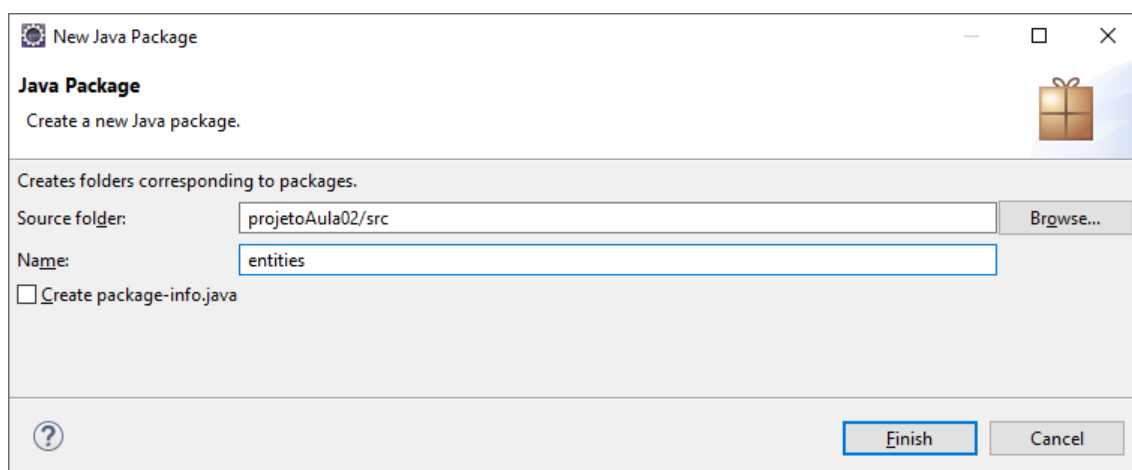 New Java Package
Java Package
Create a new Java package.
Creates folders corresponding to packages.
Source folder: projetoAula02/src Browse...
Name: entities
Create package-info.java
? Finish Cancel